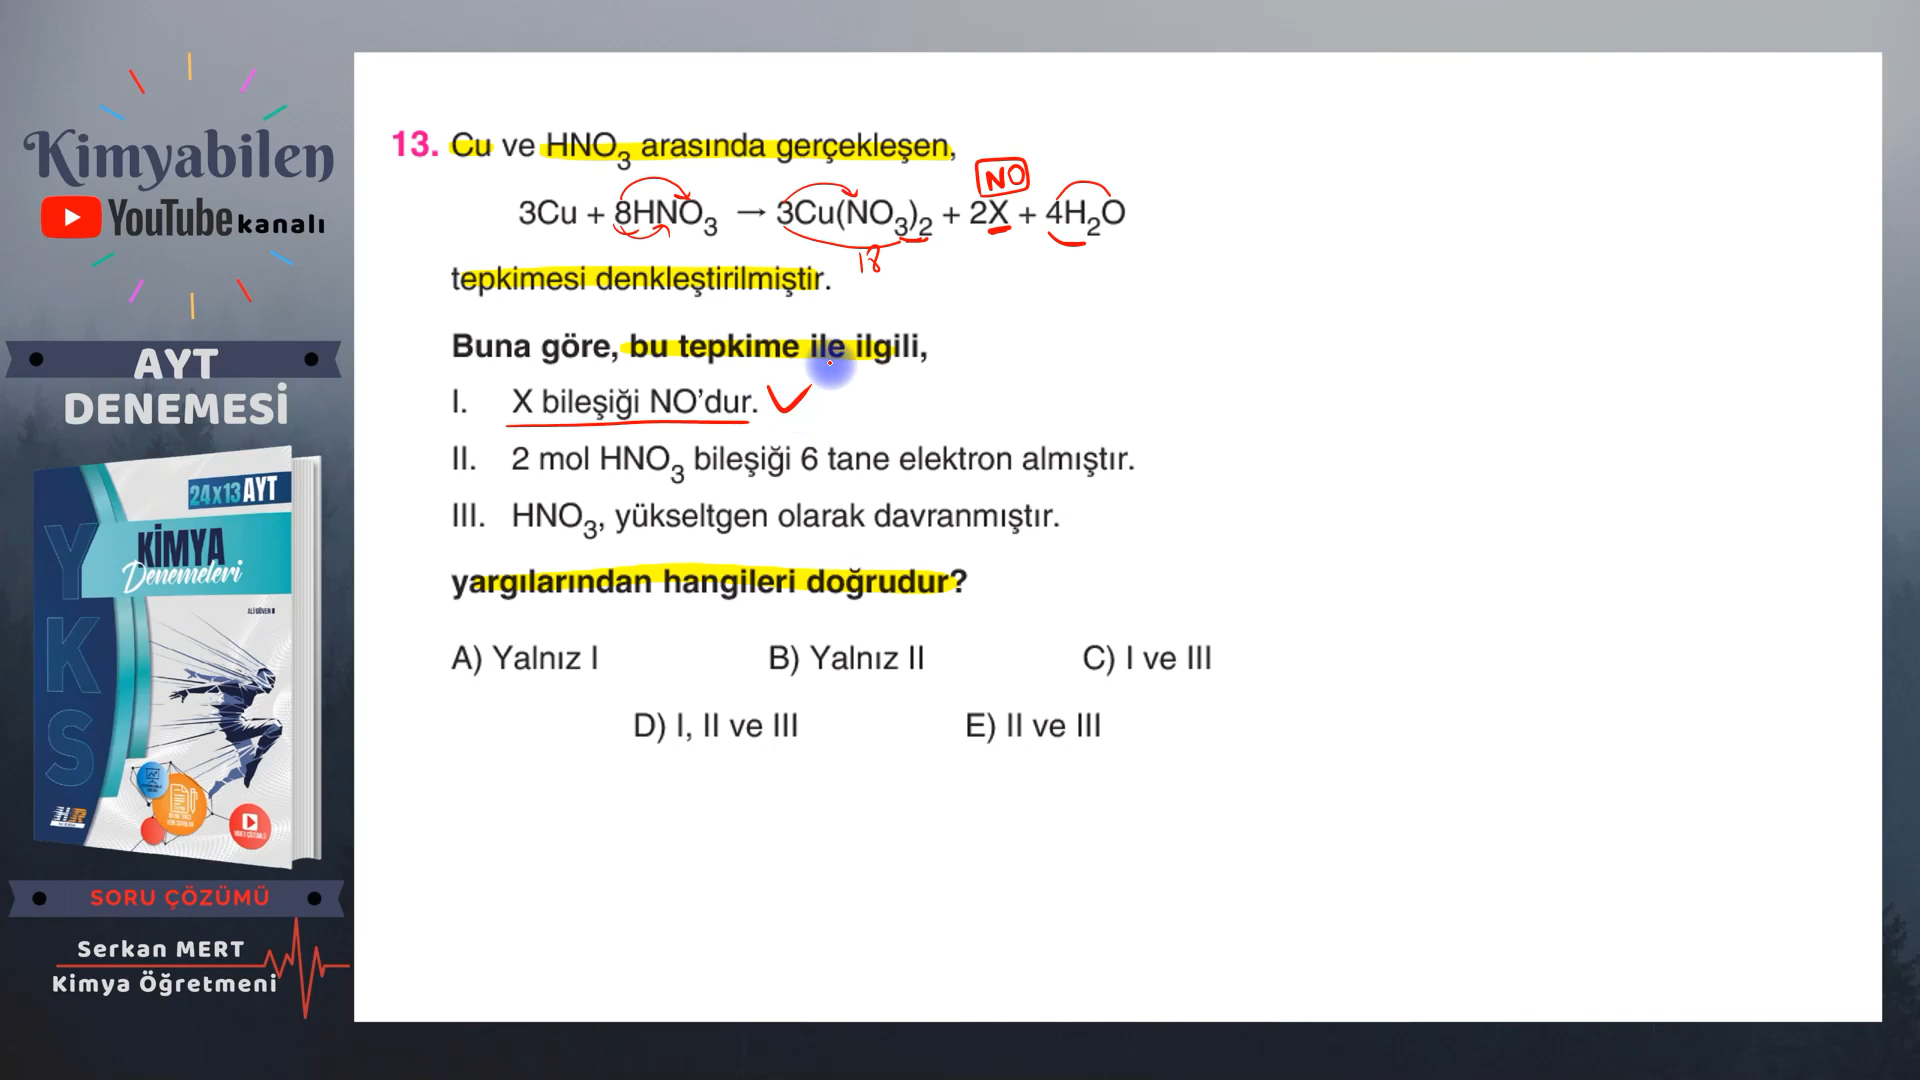 Kimyabilen
YouTube kanalı
AYT
DENEMESİ
24x13 AYT
KİMYA
Denemeleri
ALİ GÜVEN
YKS
SORU ÇÖZÜMÜ
Serkan MERT
Kimya Öğretmeni
13. Cu ve HNO3 arasında gerçekleşen,
NO
3Cu + 8HNO3 → 3Cu(NO3)2 + 2X + 4H2O
18
tepkimesi denkleştirilmiştir.
Buna göre, bu tepkime ile ilgili,
I. X bileşiği NO’dur.
II. 2 mol HNO3 bileşiği 6 tane elektron almıştır.
III. HNO3, yükseltgen olarak davranmıştır.
yargılarından hangileri doğrudur?
A) Yalnız I B) Yalnız II C) I ve III
D) I, II ve III E) II ve III